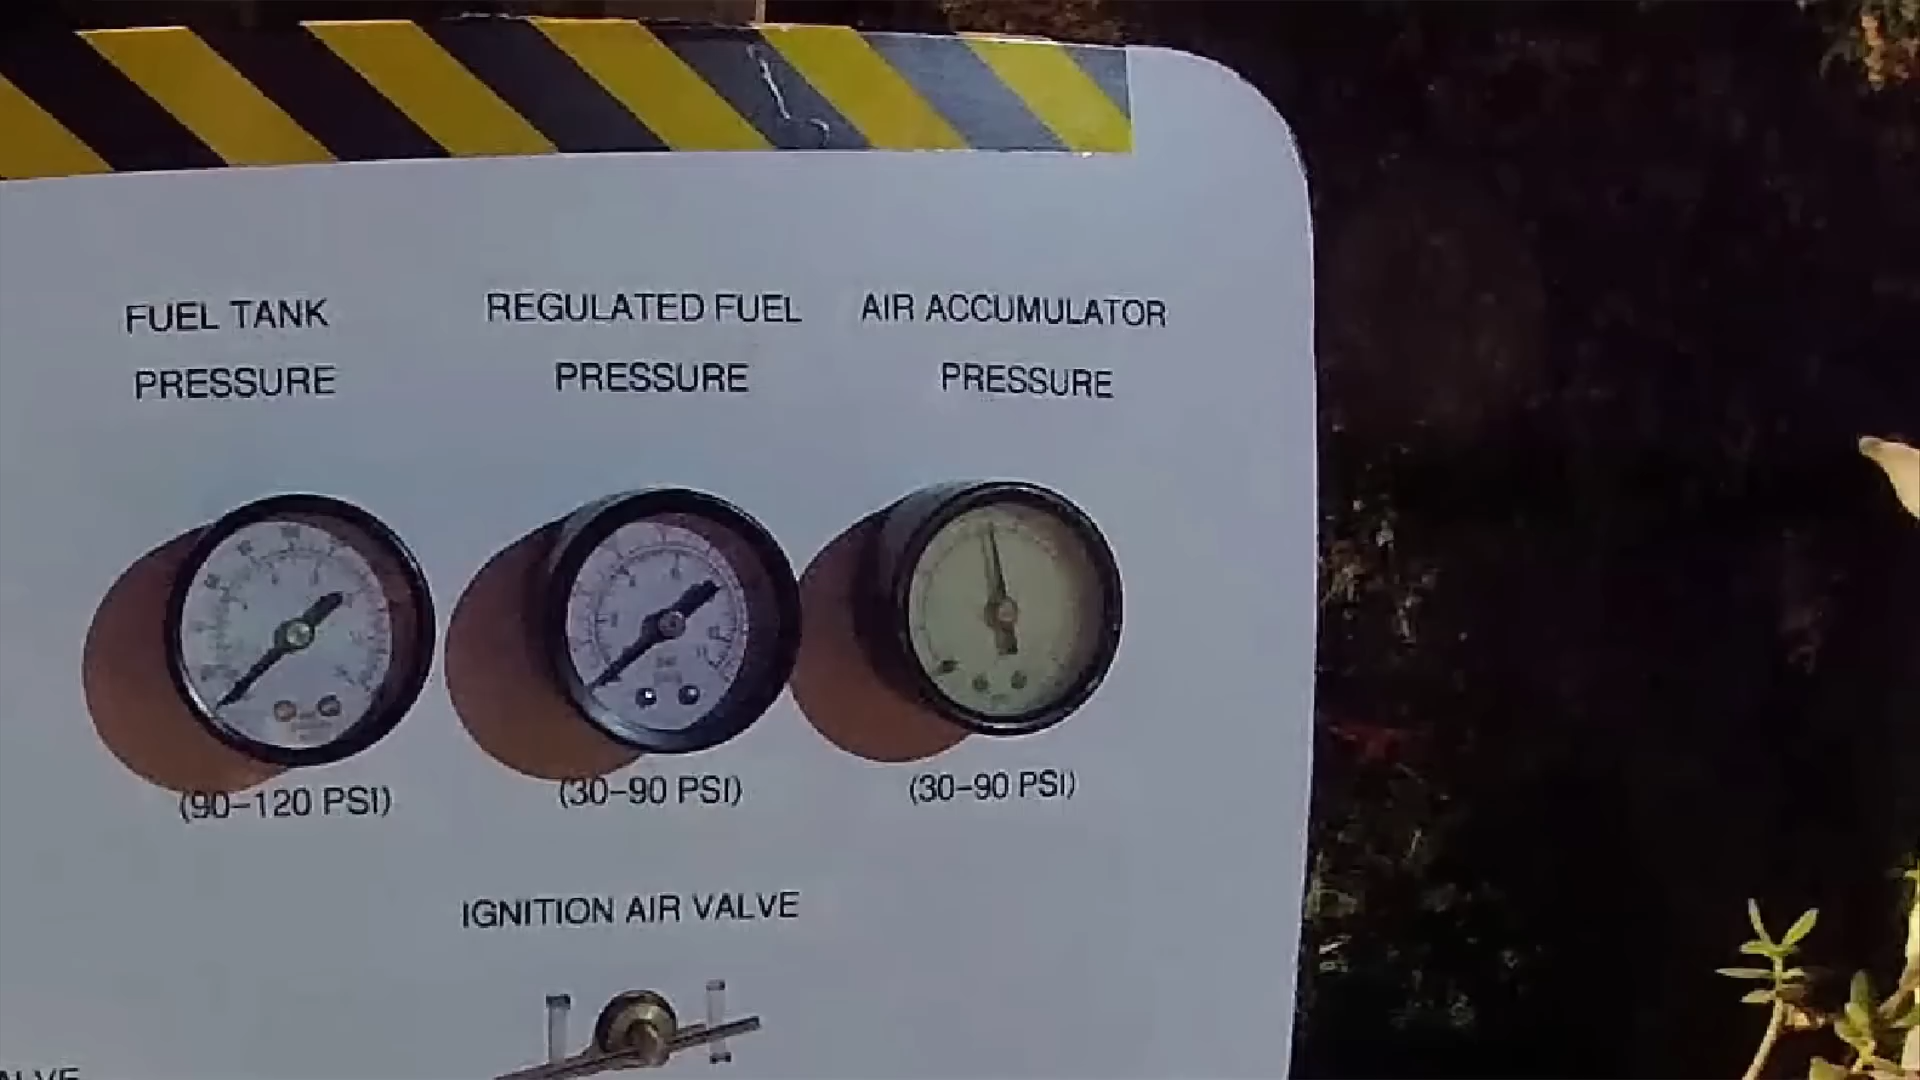 FUEL TANK
PRESSURE
REGULATED FUEL
PRESSURE
AIR ACCUMULATOR
PRESSURE
(90-120 PSI)
(30-90 PSI)
(30-90 PSI)
IGNITION AIR VALVE